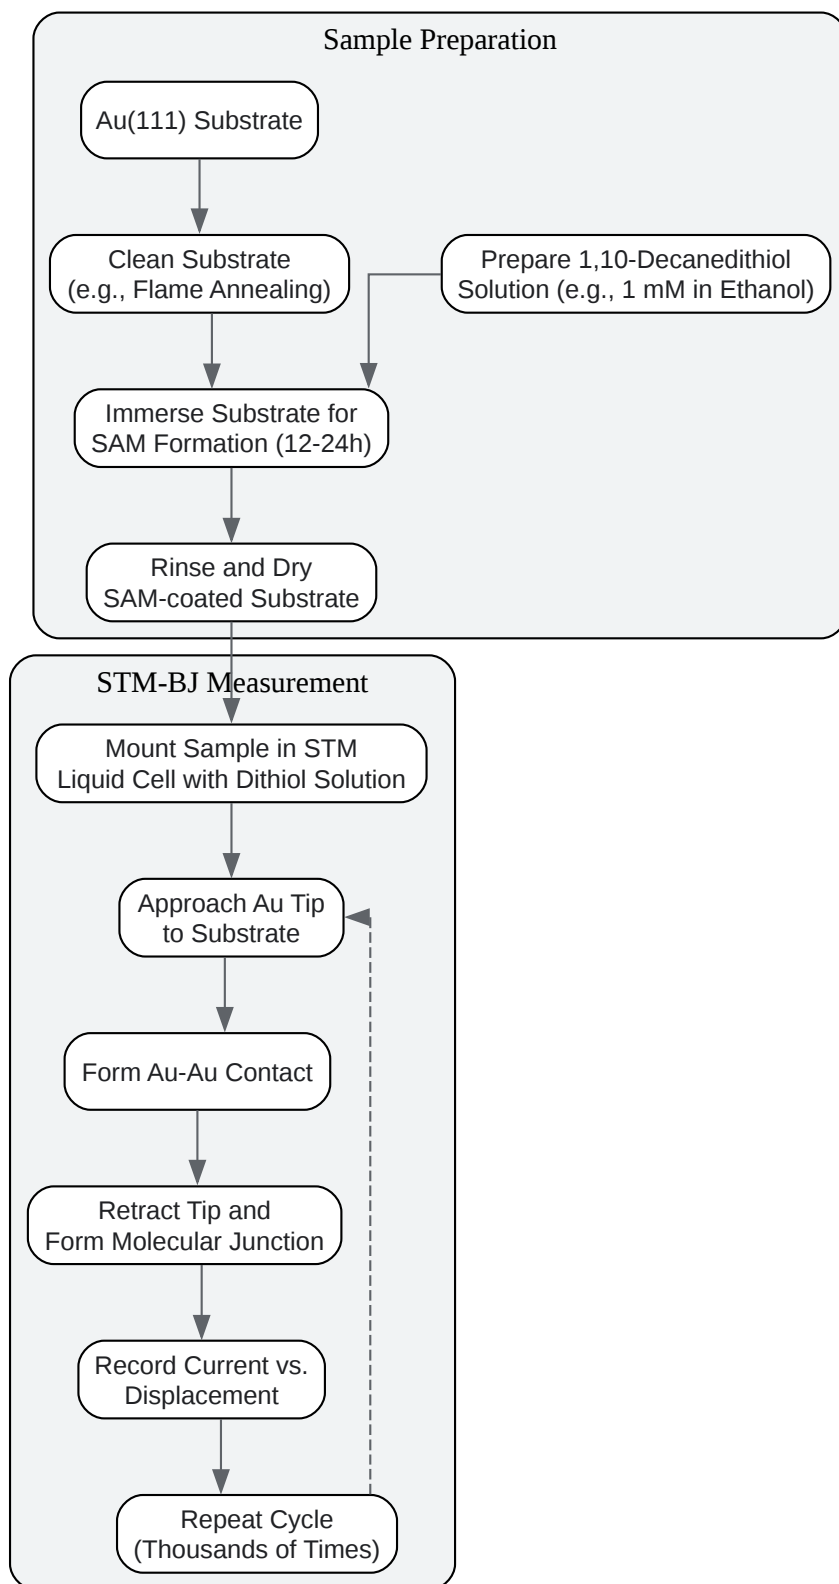 Sample Preparation
Au(111) Substrate
Clean Substrate
(e.g., Flame Annealing)
Prepare 1,10-Decanedithiol
Solution (e.g., 1 mM in Ethanol)
Immerse Substrate for
SAM Formation (12-24h)
Rinse and Dry
SAM-coated Substrate
STM-BJ Measurement
Mount Sample in STM
Liquid Cell with Dithiol Solution
Approach Au Tip
to Substrate
Form Au-Au Contact
Retract Tip and
Form Molecular Junction
Record Current vs.
Displacement
Repeat Cycle
(Thousands of Times)